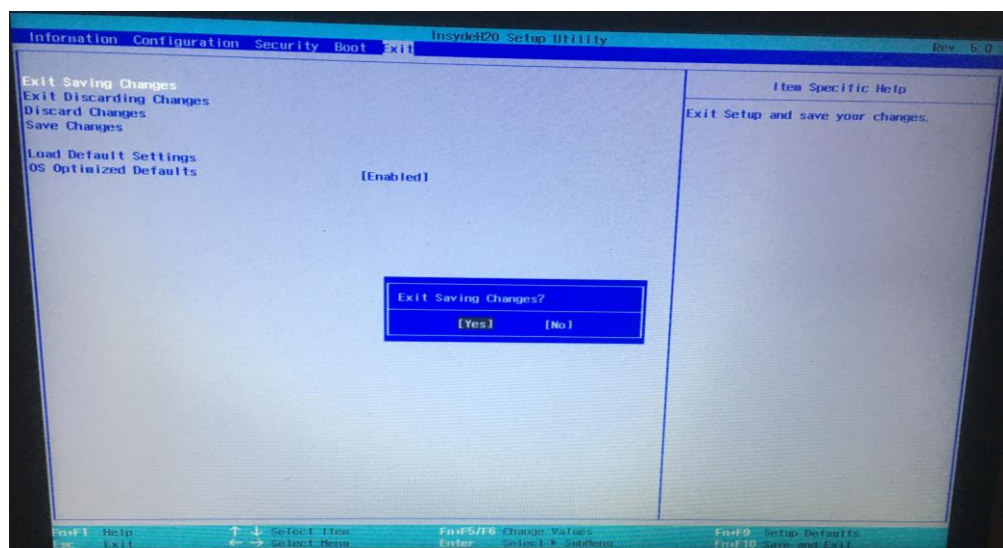 InsydeH20 Setup Utility
Rev. 5.0
Information Configuration Security Boot Exit
Exit Saving Changes
Exit Discarding Changes
Discard Changes
Save Changes
Load Default Settings
OS Optimized Defaults [Enabled]
Item Specific Help
Exit Setup and save your changes.
Exit Saving Changes?
[Yes] [No]
Fn+F1 Help ↑ ↓ Select Item Fn+F5/F6 Change Values Fn+F9 Setup Defaults
Esc Exit ← → Select Menu Enter Select ▶ SubMenu Fn+F10 Save and Exit